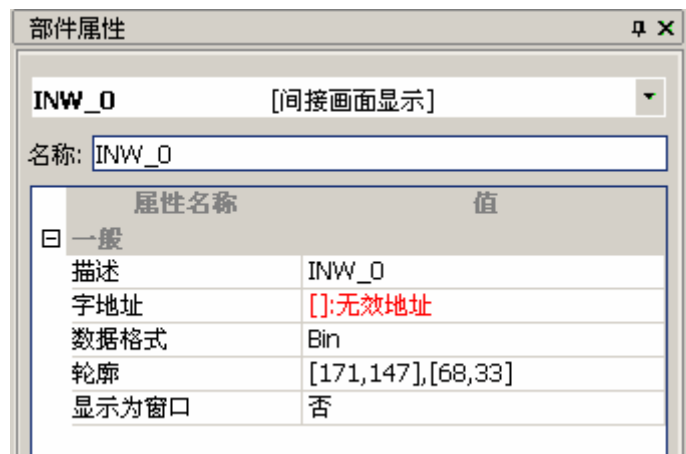 部件属性
INW_0 [间接画面显示]
名称: INW_0
属性名称 值
一般
描述 INW_0
字地址 []:无效地址
数据格式 Bin
轮廓 [171,147],[68,33]
显示为窗口 否